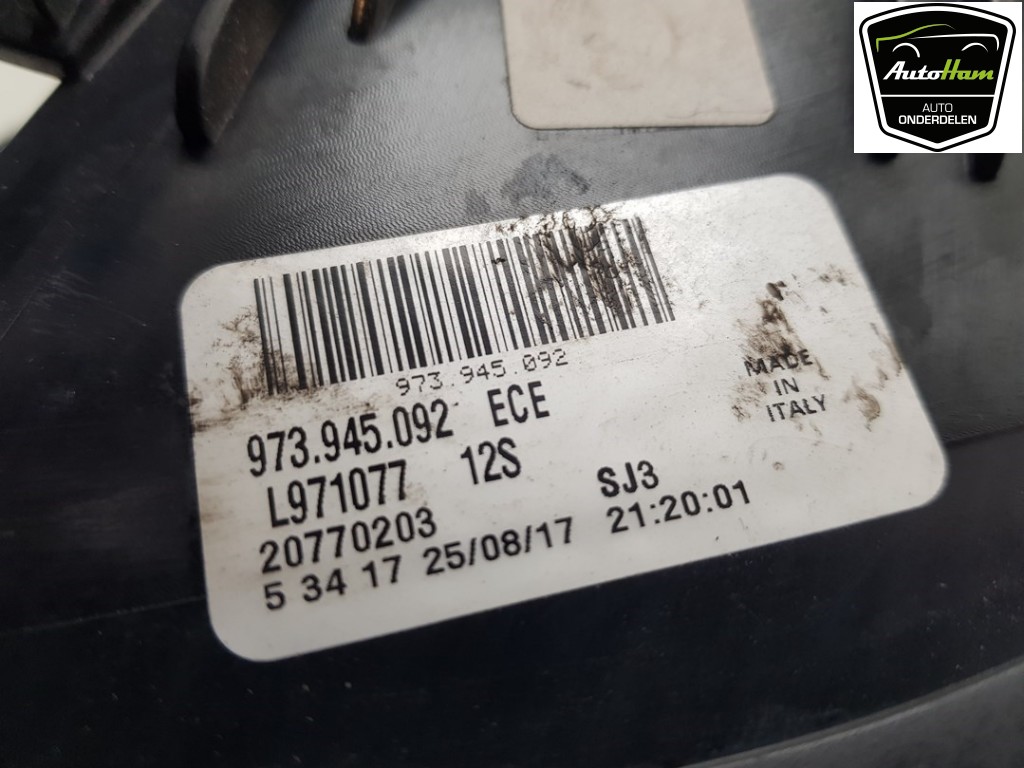 AutoHam
AUTO
ONDERDELEN
973.945.092
973.945.092 ECE
L971077 12S
20770203 SJ3
5 34 17 25/08/17 21:20:01
MADE
IN
ITALY